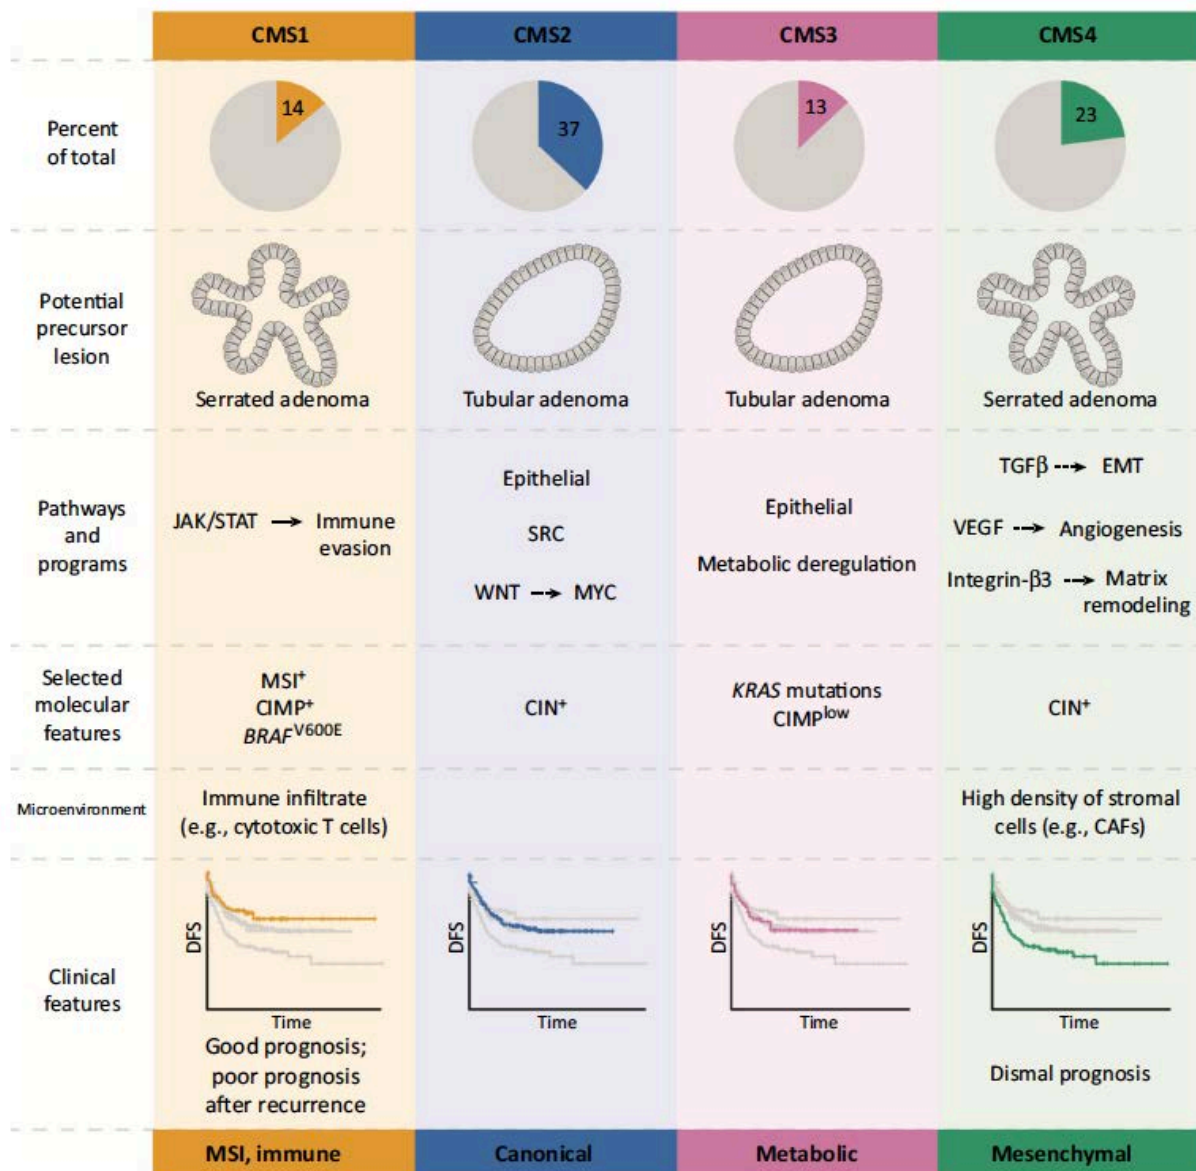 CMS1 CMS2 CMS3 CMS4
Percent
of total
14 37 13 23
Potential
precursor
lesion
Serrated adenoma Tubular adenoma Tubular adenoma Serrated adenoma
Pathways
and
programs
JAK/STAT → Immune
evasion
Epithelial
SRC
WNT --→ MYC
Epithelial
Metabolic deregulation
TGFβ --→ EMT
VEGF --→ Angiogenesis
Integrin-β3 --→ Matrix
remodeling
Selected
molecular
features
MSI⁺
CIMP⁺
BRAF^V600E
CIN⁺
KRAS mutations
CIMP^low
CIN⁺
Microenvironment
Immune infiltrate
(e.g., cytotoxic T cells)
High density of stromal
cells (e.g., CAFs)
Clinical
features
DFS DFS DFS DFS
Time Time Time Time
Good prognosis;
poor prognosis
after recurrence
Dismal prognosis
MSI, immune Canonical Metabolic Mesenchymal